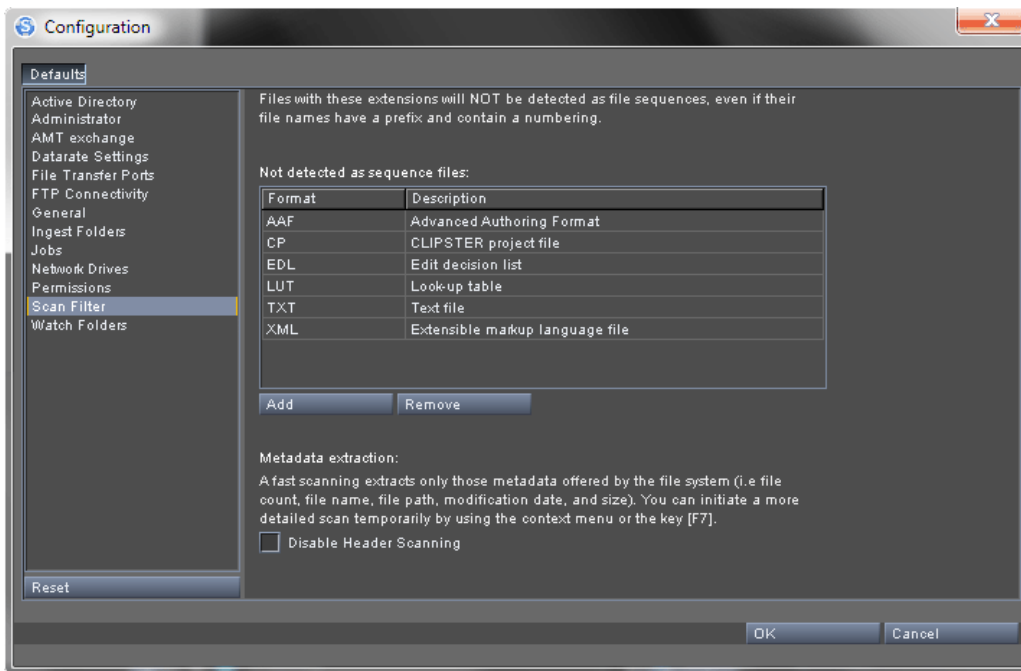 Configuration
Defaults
Active Directory
Administrator
AMT exchange
Datarate Settings
File Transfer Ports
FTP Connectivity
General
Ingest Folders
Jobs
Network Drives
Permissions
Scan Filter
Watch Folders
Reset
Files with these extensions will NOT be detected as file sequences, even if their
file names have a prefix and contain a numbering.
Not detected as sequence files:
Format Description
AAF Advanced Authoring Format
CP CLIPSTER project file
EDL Edit decision list
LUT Look-up table
TXT Text file
XML Extensible markup language file
Add Remove
Metadata extraction:
A fast scanning extracts only those metadata offered by the file system (i.e file
count, file name, file path, modification date, and size). You can initiate a more
detailed scan temporarily by using the context menu or the key [F7].
Disable Header Scanning
OK Cancel